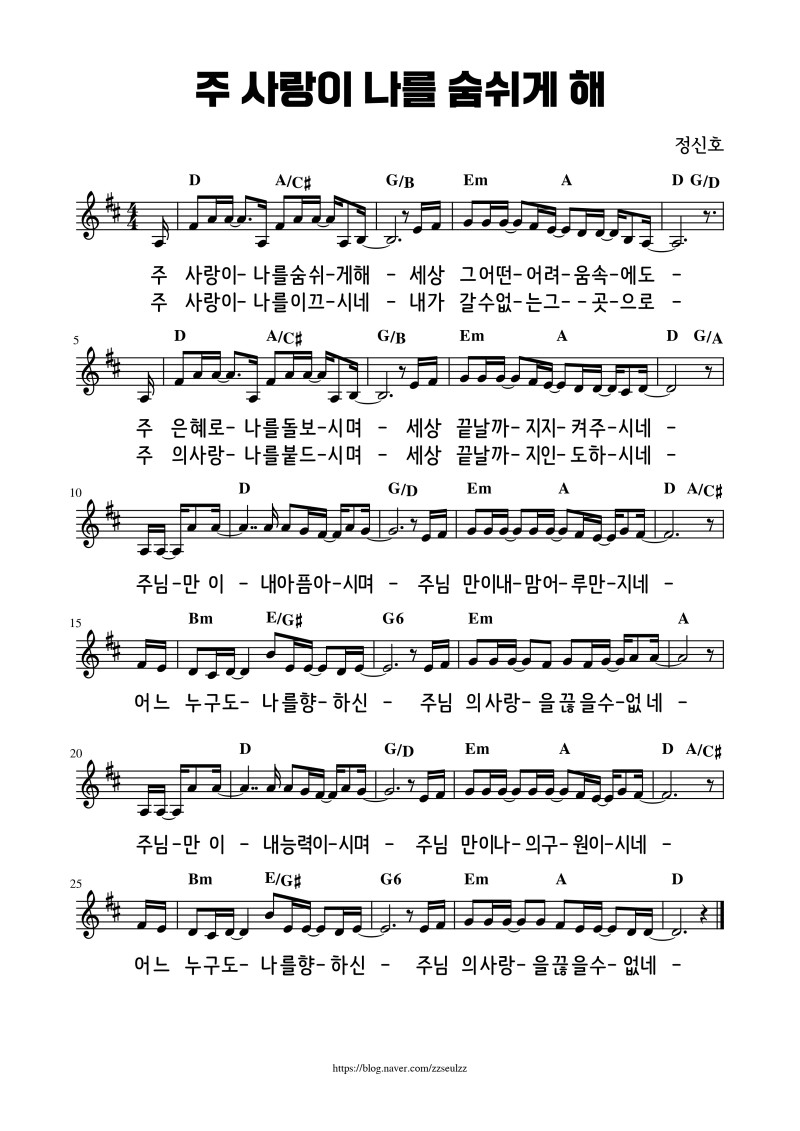 주 사랑이 나를 숨쉬게 해
정신호
D A/C♯ G/B Em A D G/D
4
4
주 사랑이- 나를숨쉬-게해 - 세상 그어떤-어려-움속-에도 -
주 사랑이- 나를이끄-시네 - 내가 갈수없-는그- -곳-으로 -
5 D A/C♯ G/B Em A D G/A
주 은혜로- 나를돌보-시며 - 세상 끝날까-지지-켜주-시네 -
주 의사랑-나를붙드-시며 - 세상 끝날까-지인-도하-시네 -
10 D G/D Em A D A/C♯
주님-만 이 - 내아픔아-시며 - 주님 만이내-맘어-루만-지네 -
15 Bm E/G♯ G6 Em A
어느 누구도- 나를향-하신 - 주님 의사랑-을끊을수-없네 -
20 D G/D Em A D A/C♯
주님-만 이 - 내능력이-시며 - 주님 만이나-의구-원이-시네 -
25 Bm E/G♯ G6 Em A D
어느 누구도-나를향-하신 - 주님 의사랑-을끊을수- 없네 -
https://blog.naver.com/zzseulzz